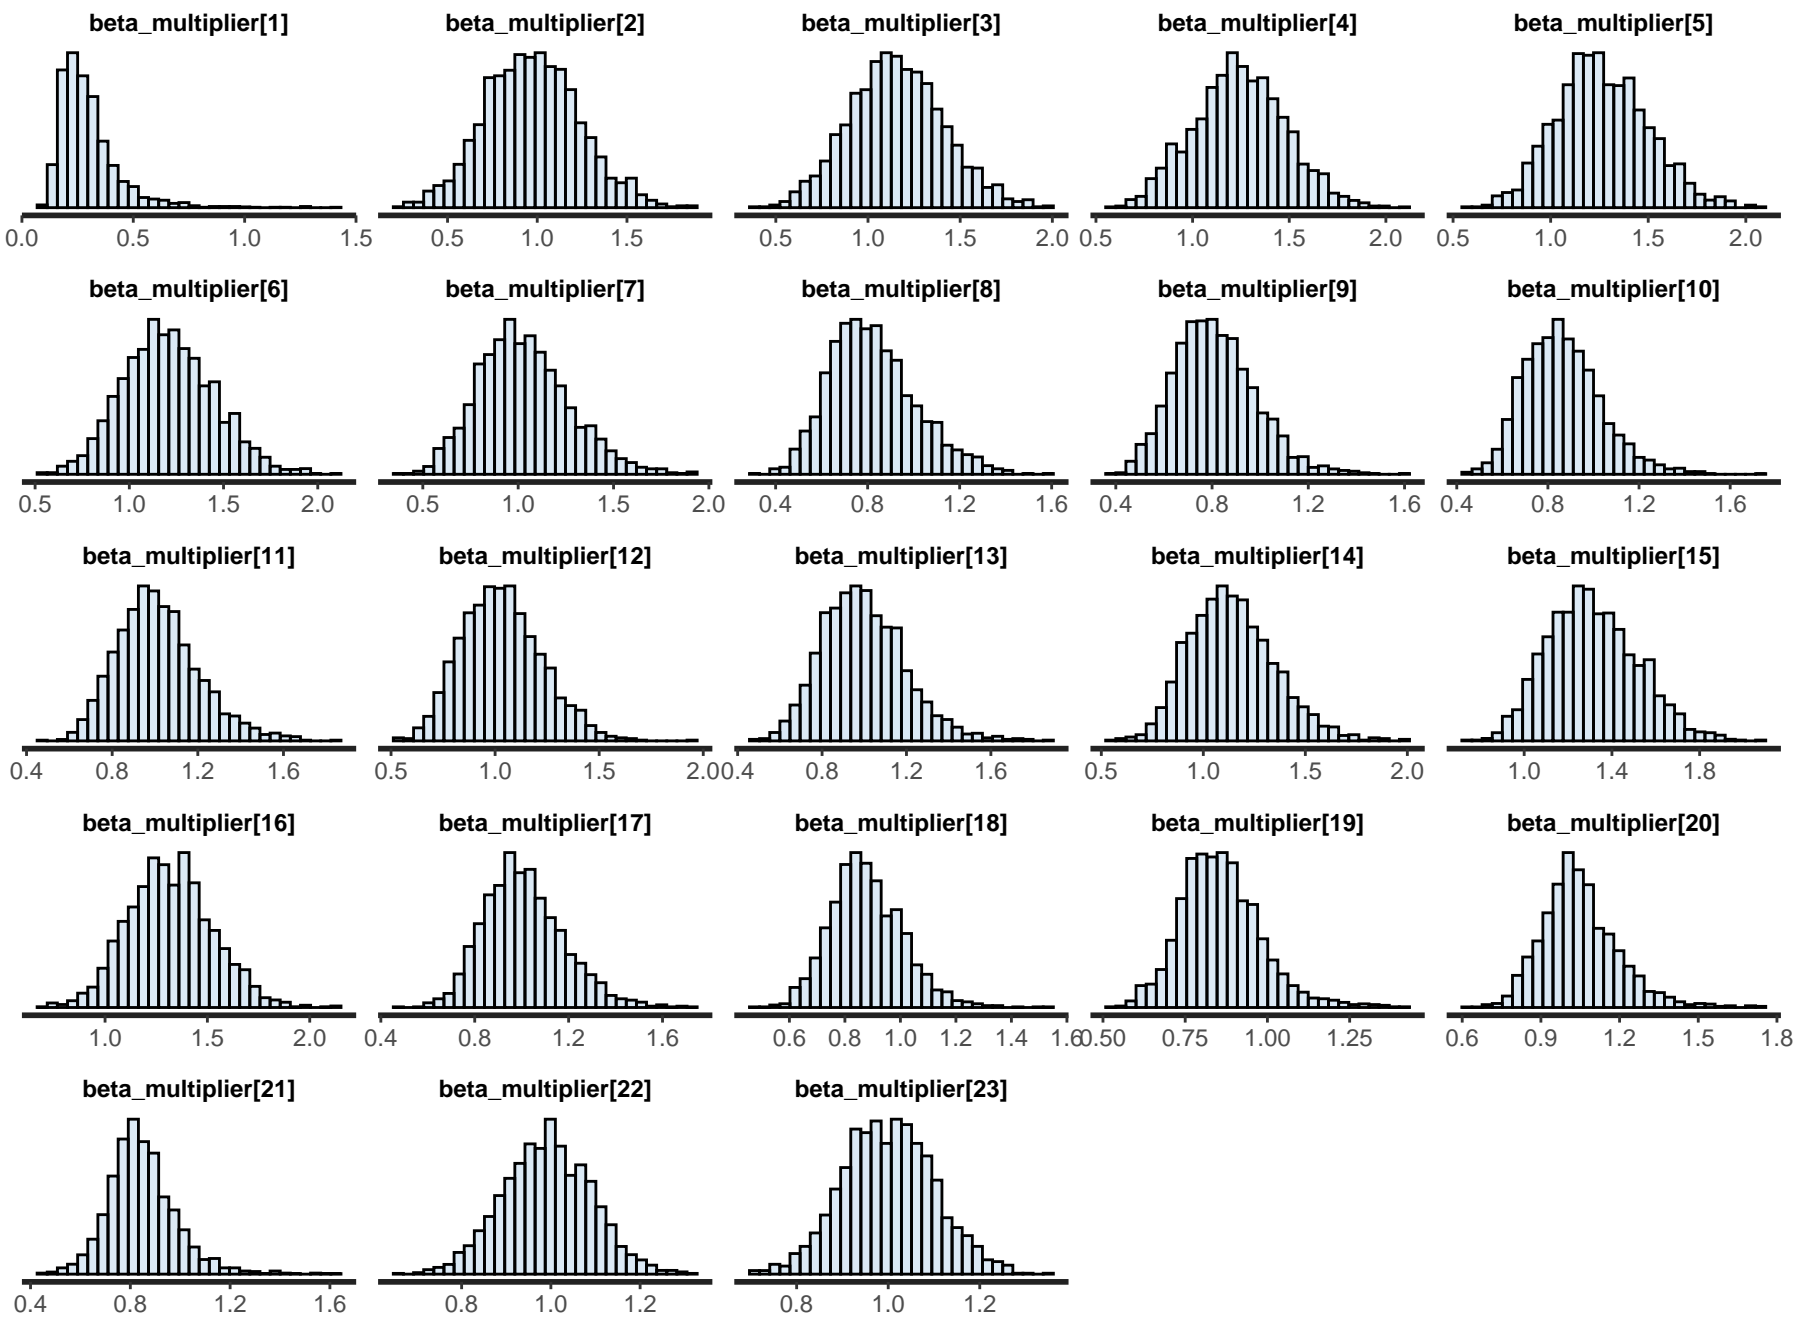 beta_multiplier[1] beta_multiplier[2] beta_multiplier[3] beta_multiplier[4] beta_multiplier[5]
0.0 0.5 1.0 1.5 0.5 1.0 1.5 0.5 1.0 1.5 2.0 0.5 1.0 1.5 2.0 0.5 1.0 1.5 2.0
beta_multiplier[6] beta_multiplier[7] beta_multiplier[8] beta_multiplier[9] beta_multiplier[10]
0.5 1.0 1.5 2.0 0.5 1.0 1.5 2.0 0.4 0.8 1.2 1.6 0.4 0.8 1.2 1.6 0.4 0.8 1.2 1.6
beta_multiplier[11] beta_multiplier[12] beta_multiplier[13] beta_multiplier[14] beta_multiplier[15]
0.4 0.8 1.2 1.6 0.5 1.0 1.5 2.0 0.4 0.8 1.2 1.6 0.5 1.0 1.5 2.0 1.0 1.4 1.8
beta_multiplier[16] beta_multiplier[17] beta_multiplier[18] beta_multiplier[19] beta_multiplier[20]
1.0 1.5 2.0 0.4 0.8 1.2 1.6 0.6 0.8 1.0 1.2 1.4 1.6 0.50 0.75 1.00 1.25 0.6 0.9 1.2 1.5 1.8
beta_multiplier[21] beta_multiplier[22] beta_multiplier[23]
0.4 0.8 1.2 1.6 0.8 1.0 1.2 0.8 1.0 1.2